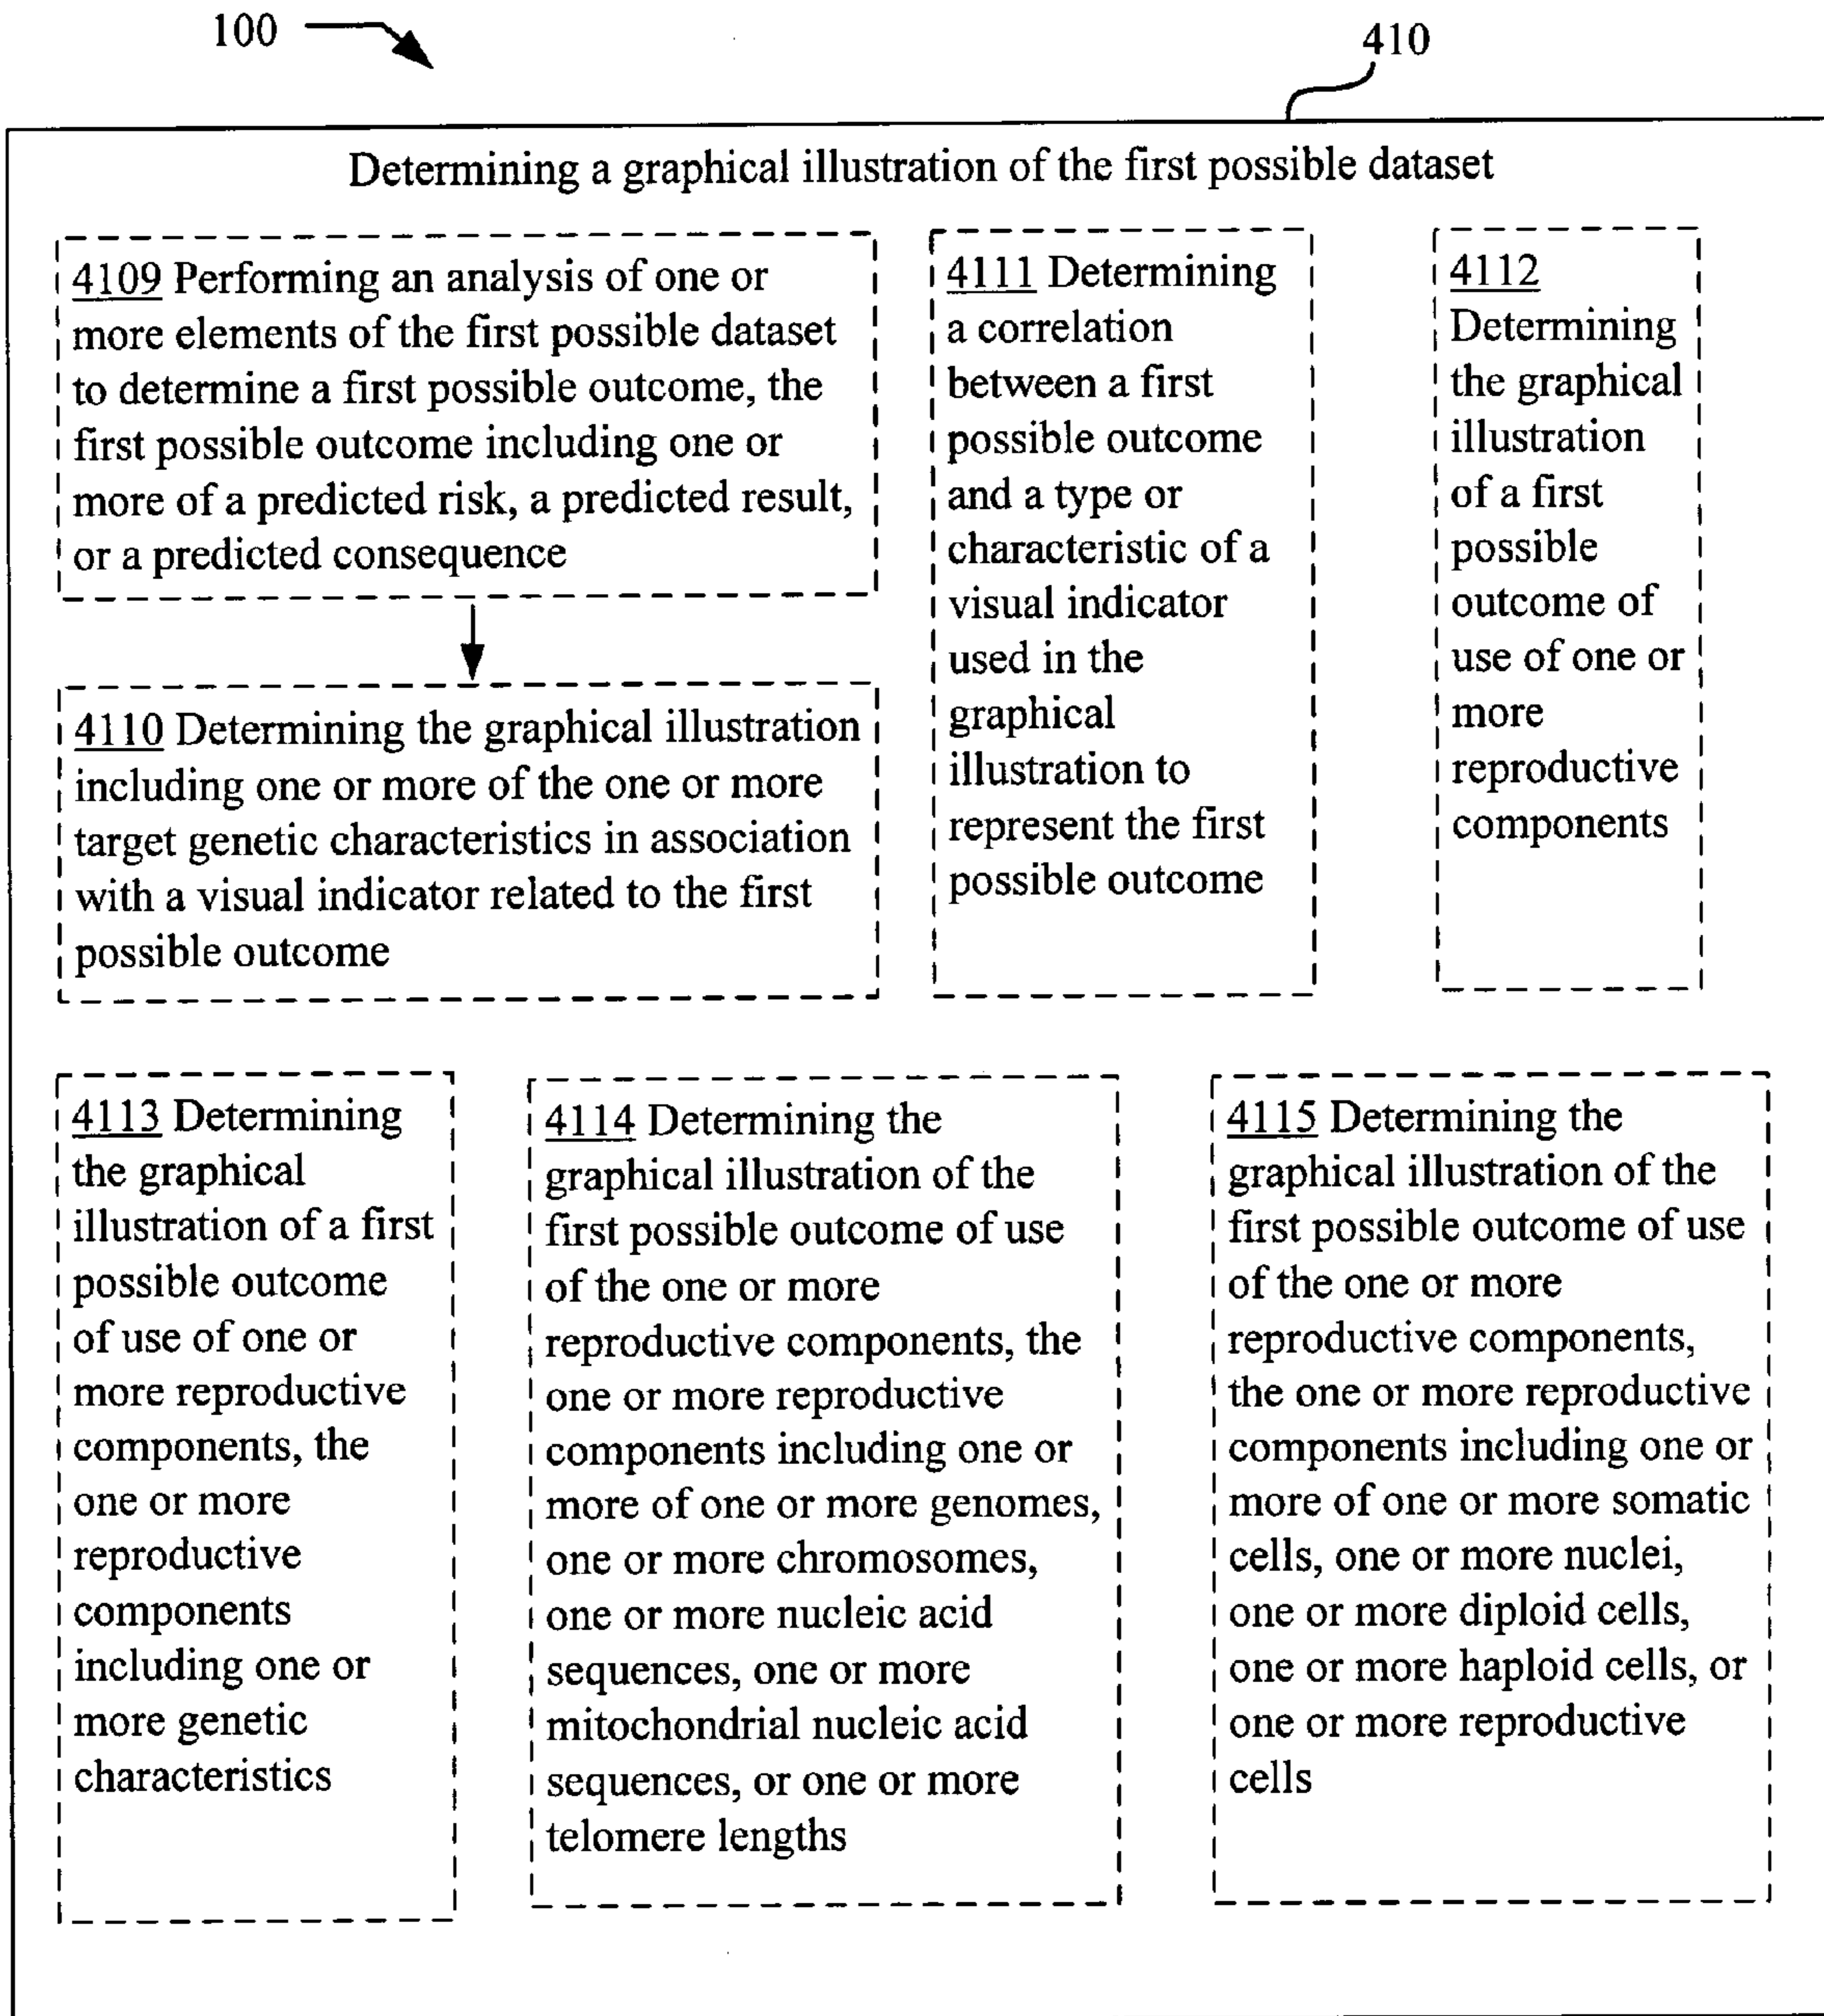 100
410
Determining a graphical illustration of the first possible dataset
4109 Performing an analysis of one or
more elements of the first possible dataset
to determine a first possible outcome, the
first possible outcome including one or
more of a predicted risk, a predicted result,
or a predicted consequence
4110 Determining the graphical illustration
including one or more of the one or more
target genetic characteristics in association
with a visual indicator related to the first
possible outcome
4111 Determining
a correlation
between a first
possible outcome
and a type or
characteristic of a
visual indicator
used in the
graphical
illustration to
represent the first
possible outcome
4112
Determining
the graphical
illustration
of a first
possible
outcome of
use of one or
more
reproductive
components
4113 Determining
the graphical
illustration of a first
possible outcome
of use of one or
more reproductive
components, the
one or more
reproductive
components
including one or
more genetic
characteristics
4114 Determining the
graphical illustration of the
first possible outcome of use
of the one or more
reproductive components, the
one or more reproductive
components including one or
more of one or more genomes,
one or more chromosomes,
one or more nucleic acid
sequences, one or more
mitochondrial nucleic acid
sequences, or one or more
telomere lengths
4115 Determining the
graphical illustration of the
first possible outcome of use
of the one or more
reproductive components,
the one or more reproductive
components including one or
more of one or more somatic
cells, one or more nuclei,
one or more diploid cells,
one or more haploid cells, or
one or more reproductive
cells